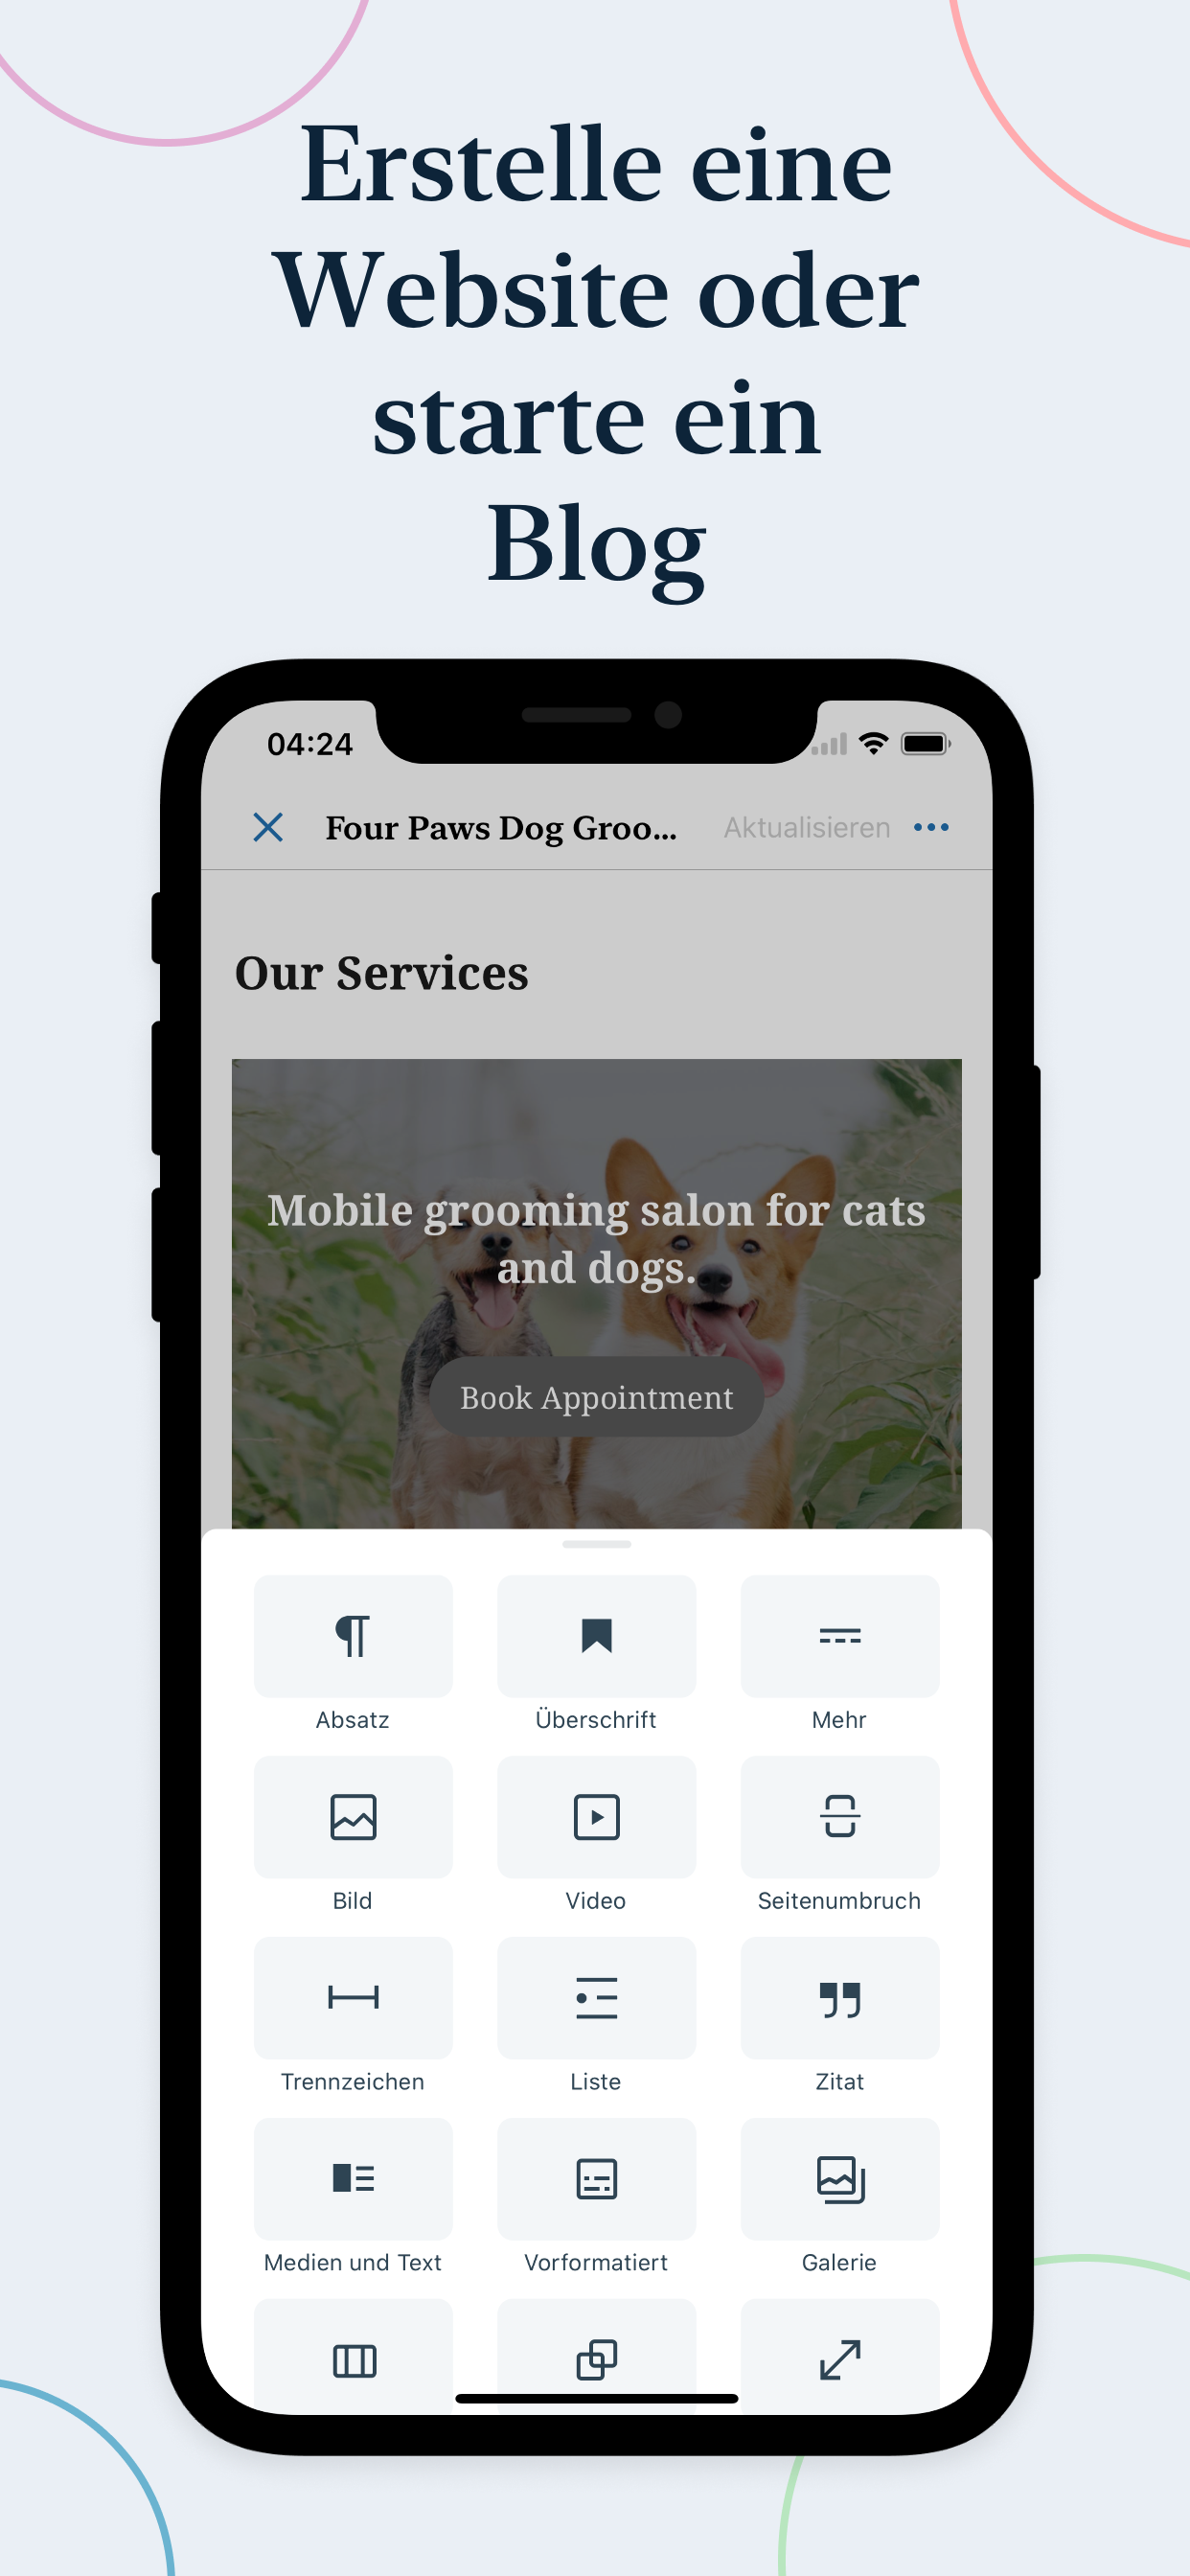 Erstelle eine
Website oder
starte ein
Blog
04:24
Four Paws Dog Groo...
Aktualisieren
Our Services
Mobile grooming salon for cats
and dogs.
Book Appointment
Absatz
Überschrift
Mehr
Bild
Video
Seitenumbruch
Trennzeichen
Liste
Zitat
Medien und Text
Vorformatiert
Galerie